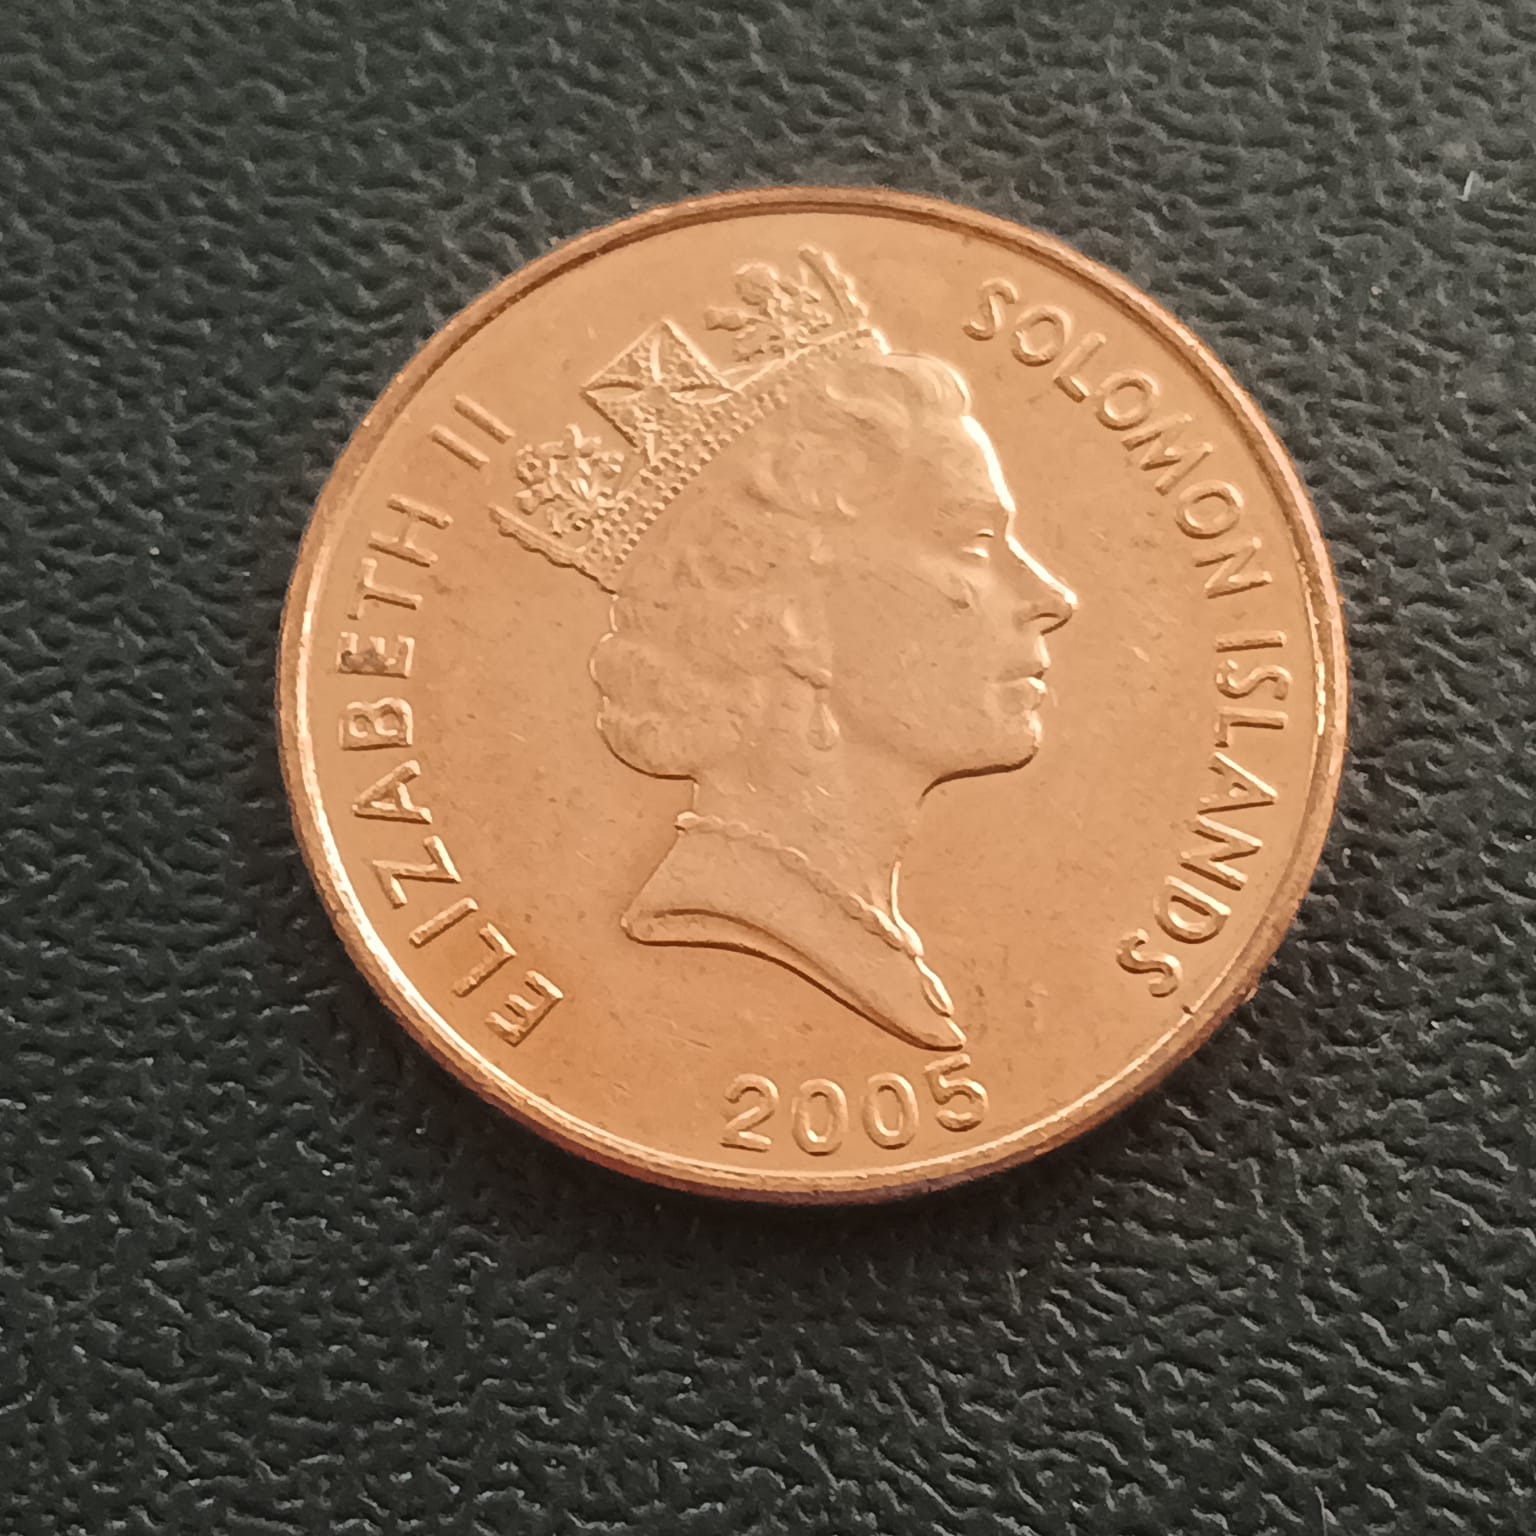 ELIZABETH II
SOLOMON ISLANDS
2005